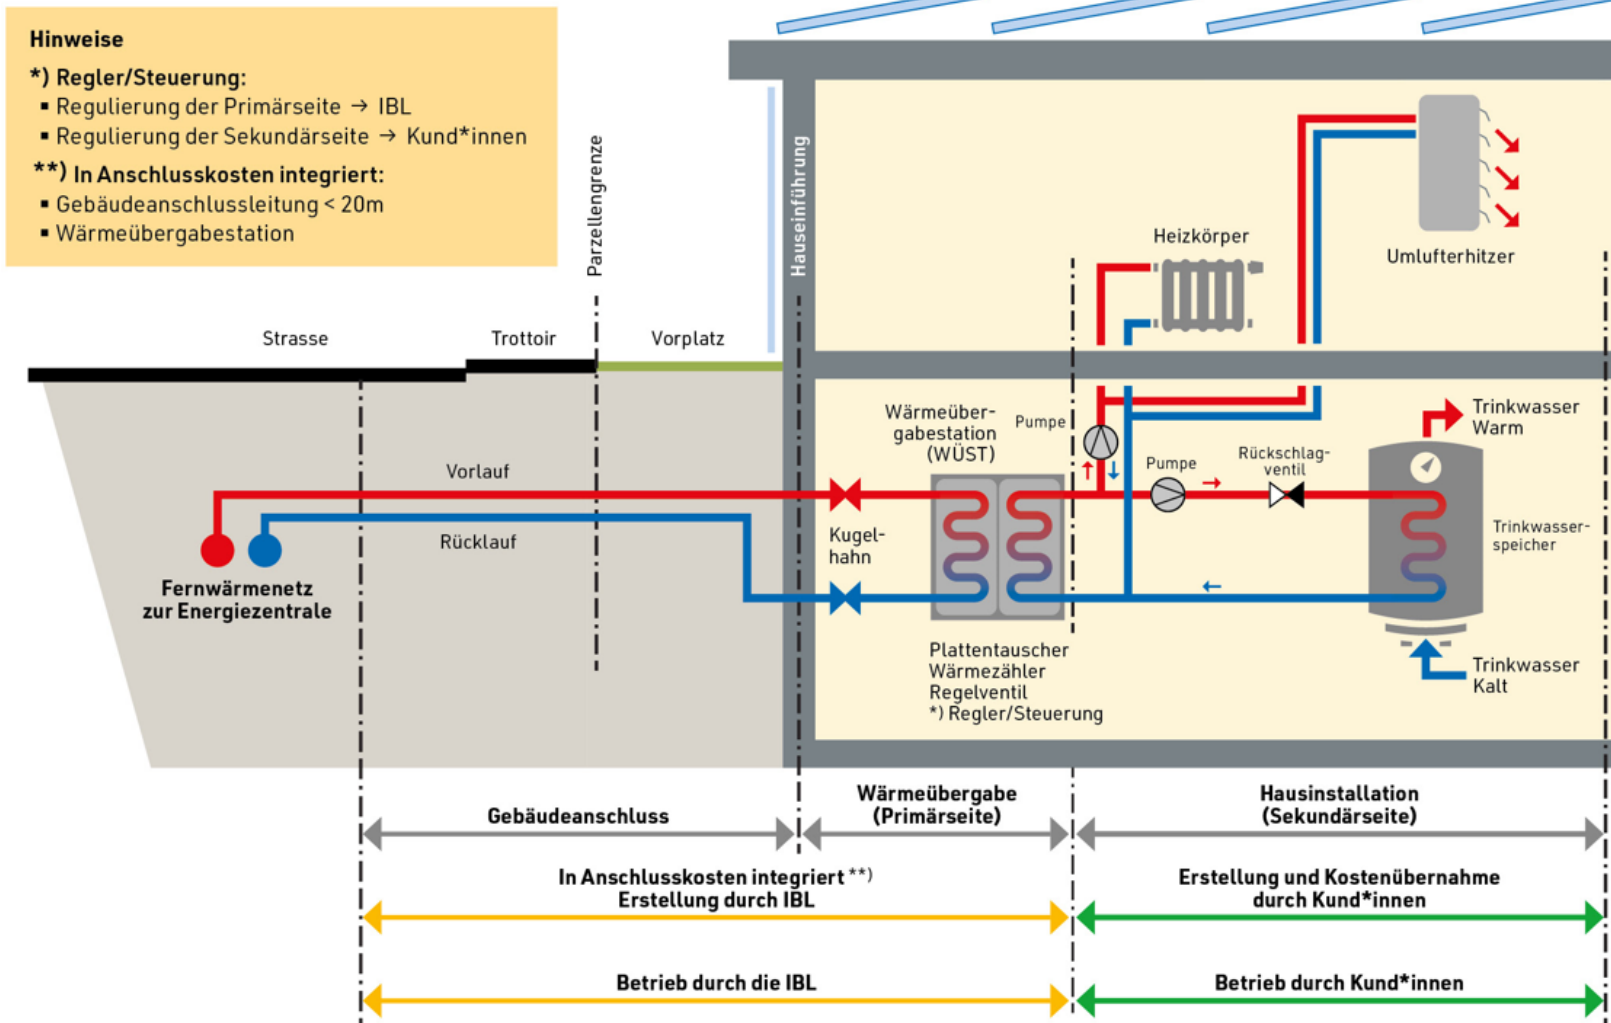 Hinweise
*) Regler/Steuerung:
▪ Regulierung der Primärseite → IBL
▪ Regulierung der Sekundärseite → Kund*innen
**) In Anschlusskosten integriert:
▪ Gebäudeanschlussleitung < 20m
▪ Wärmeübergabestation
Parzellengrenze
Hauseinführung
Strasse
Trottoir
Vorplatz
Heizkörper
Umlufterhitzer
Wärmeüber-
gabestation
(WÜST)
Pumpe
Pumpe
Rückschlag-
ventil
Trinkwasser
Warm
Vorlauf
Rücklauf
Kugel-
hahn
Trinkwasser-
speicher
Fernwärmenetz
zur Energiezentrale
Plattentauscher
Wärmezähler
Regelventil
*) Regler/Steuerung
Trinkwasser
Kalt
Gebäudeanschluss
Wärmeübergabe
(Primärseite)
Hausinstallation
(Sekundärseite)
In Anschlusskosten integriert **)
Erstellung durch IBL
Erstellung und Kostenübernahme
durch Kund*innen
Betrieb durch die IBL
Betrieb durch Kund*innen